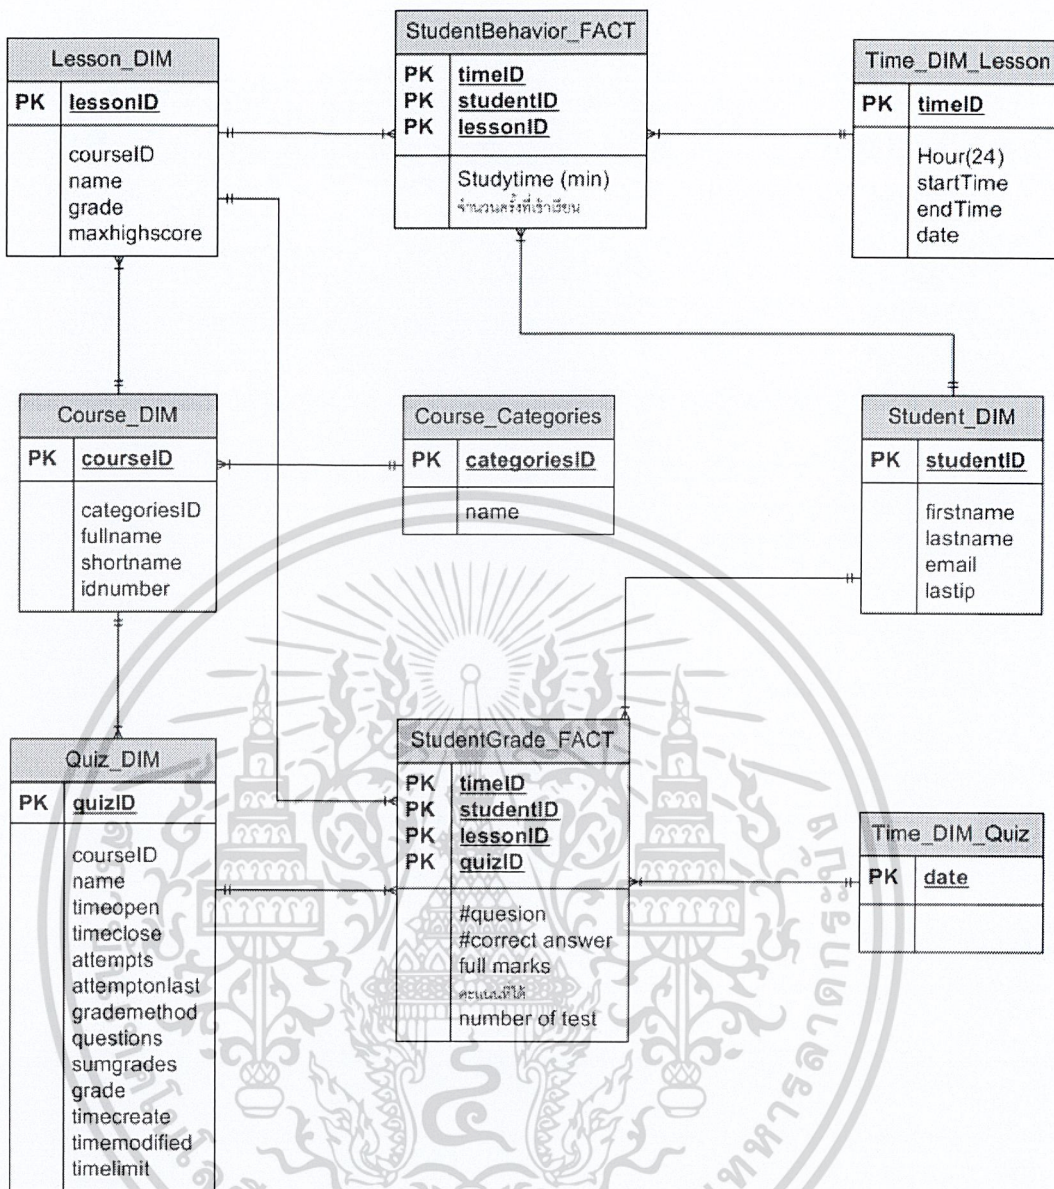 StudentBehavior_FACT
PK timeID
PK studentID
PK lessonID
Studytime (min)
จำนวนครั้งที่เข้าเรียน
Lesson_DIM
PK lessonID
courseID
name
grade
maxhighscore
Time_DIM_Lesson
PK timeID
Hour(24)
startTime
endTime
date
Course_DIM
PK courseID
categoriesID
fullname
shortname
idnumber
Course_Categories
PK categoriesID
name
Student_DIM
PK studentID
firstname
lastname
email
lastip
Quiz_DIM
PK quizID
courseID
name
timeopen
timeclose
attempts
attemptonlast
grademethod
questions
sumgrades
grade
timecreate
timemodified
timelimit
StudentGrade_FACT
PK timeID
PK studentID
PK lessonID
PK quizID
#quesion
#correct answer
full marks
คะแนนที่ได้
number of test
Time_DIM_Quiz
PK date